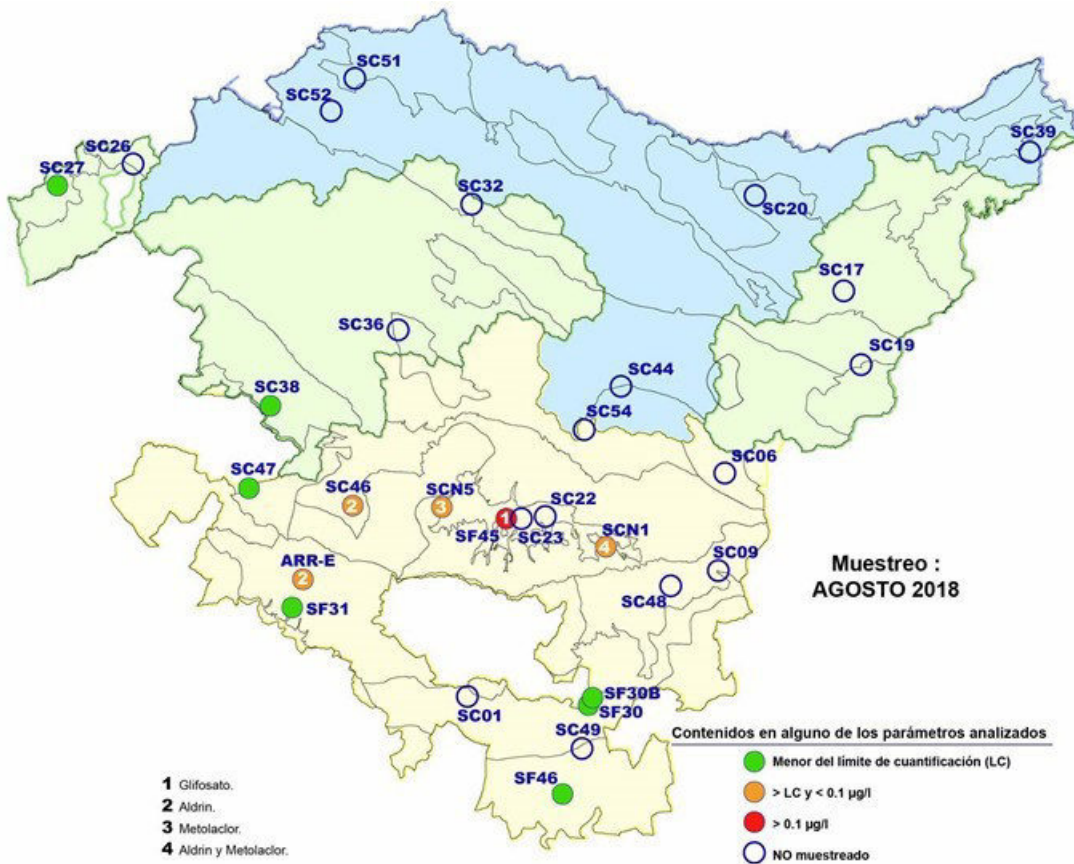 SC51
SC52
SC39
SC26
SC27
SC32
SC20
SC17
SC36
SC19
SC44
SC38
SC54
SC06
SC47
SC46
SCN5
SC22
2
3
1
SF45
SC23
SCN1
4
SC09
ARR-E
2
SC48
SF31
Muestreo :
AGOSTO 2018
SF30B
SF30
SC01
SC49
SF46
Contenidos en alguno de los parámetros analizados
Menor del límite de cuantificación (LC)
> LC y < 0.1 µg/l
> 0.1 µg/l
NO muestreado
1 Glifosato.
2 Aldrin.
3 Metolaclor.
4 Aldrin y Metolaclor.